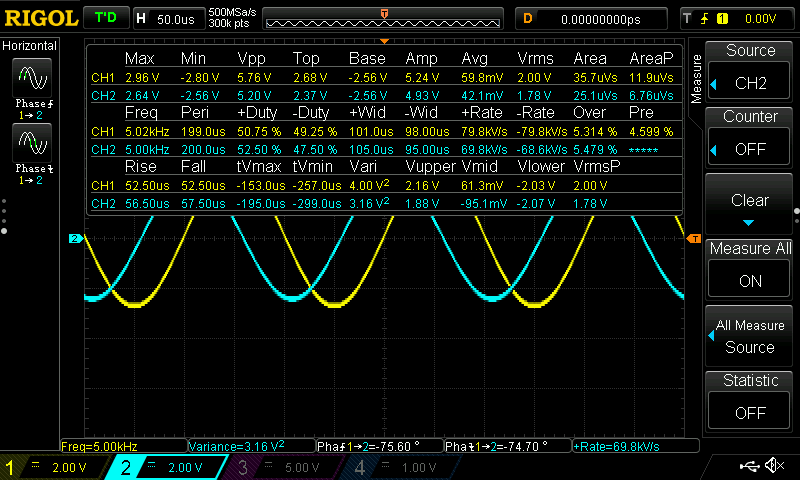 RIGOL T'D H 50.0us 500MSa/s 300k pts T D 0.00000000ps T 1 0.00V
Horizontal
Phase
1→2
Phase
1→2
Max Min Vpp Top Base Amp Avg Vrms Area AreaP
CH1 2.96 V -2.80 V 5.76 V 2.68 V -2.56 V 5.24 V 59.8mV 2.00 V 35.7uVs 11.9uVs
CH2 2.64 V -2.56 V 5.20 V 2.37 V -2.56 V 4.93 V 42.1mV 1.78 V 25.1uVs 6.76uVs
Freq Peri +Duty -Duty +Wid -Wid +Rate -Rate Over Pre
CH1 5.02kHz 199.0us 50.75 % 49.25 % 101.0us 98.00us 79.8kV/s -79.8kV/s 5.314 % 4.599 %
CH2 5.00kHz 200.0us 52.50 % 47.50 % 105.0us 95.00us 69.8kV/s -68.6kV/s 5.479 % *****
Rise Fall tVmax tVmin Vari Vupper Vmid Vlower VrmsP
CH1 52.50us 52.50us -153.0us -257.0us 4.00 V² 2.16 V 61.3mV -2.03 V 2.00 V
CH2 56.50us 57.50us -195.0us -299.0us 3.16 V² 1.88 V -95.1mV -2.07 V 1.78 V
2
T
Measure
Source
CH2
Counter
OFF
Clear
Measure All
ON
All Measure
Source
Statistic
OFF
Freq=5.00kHz Variance=3.16 V² Pha1→2=-75.60 ° Pha1→2=-74.70 ° +Rate=69.8kV/s
1 2.00 V 2 2.00 V 3 5.00 V 4 1.00 V